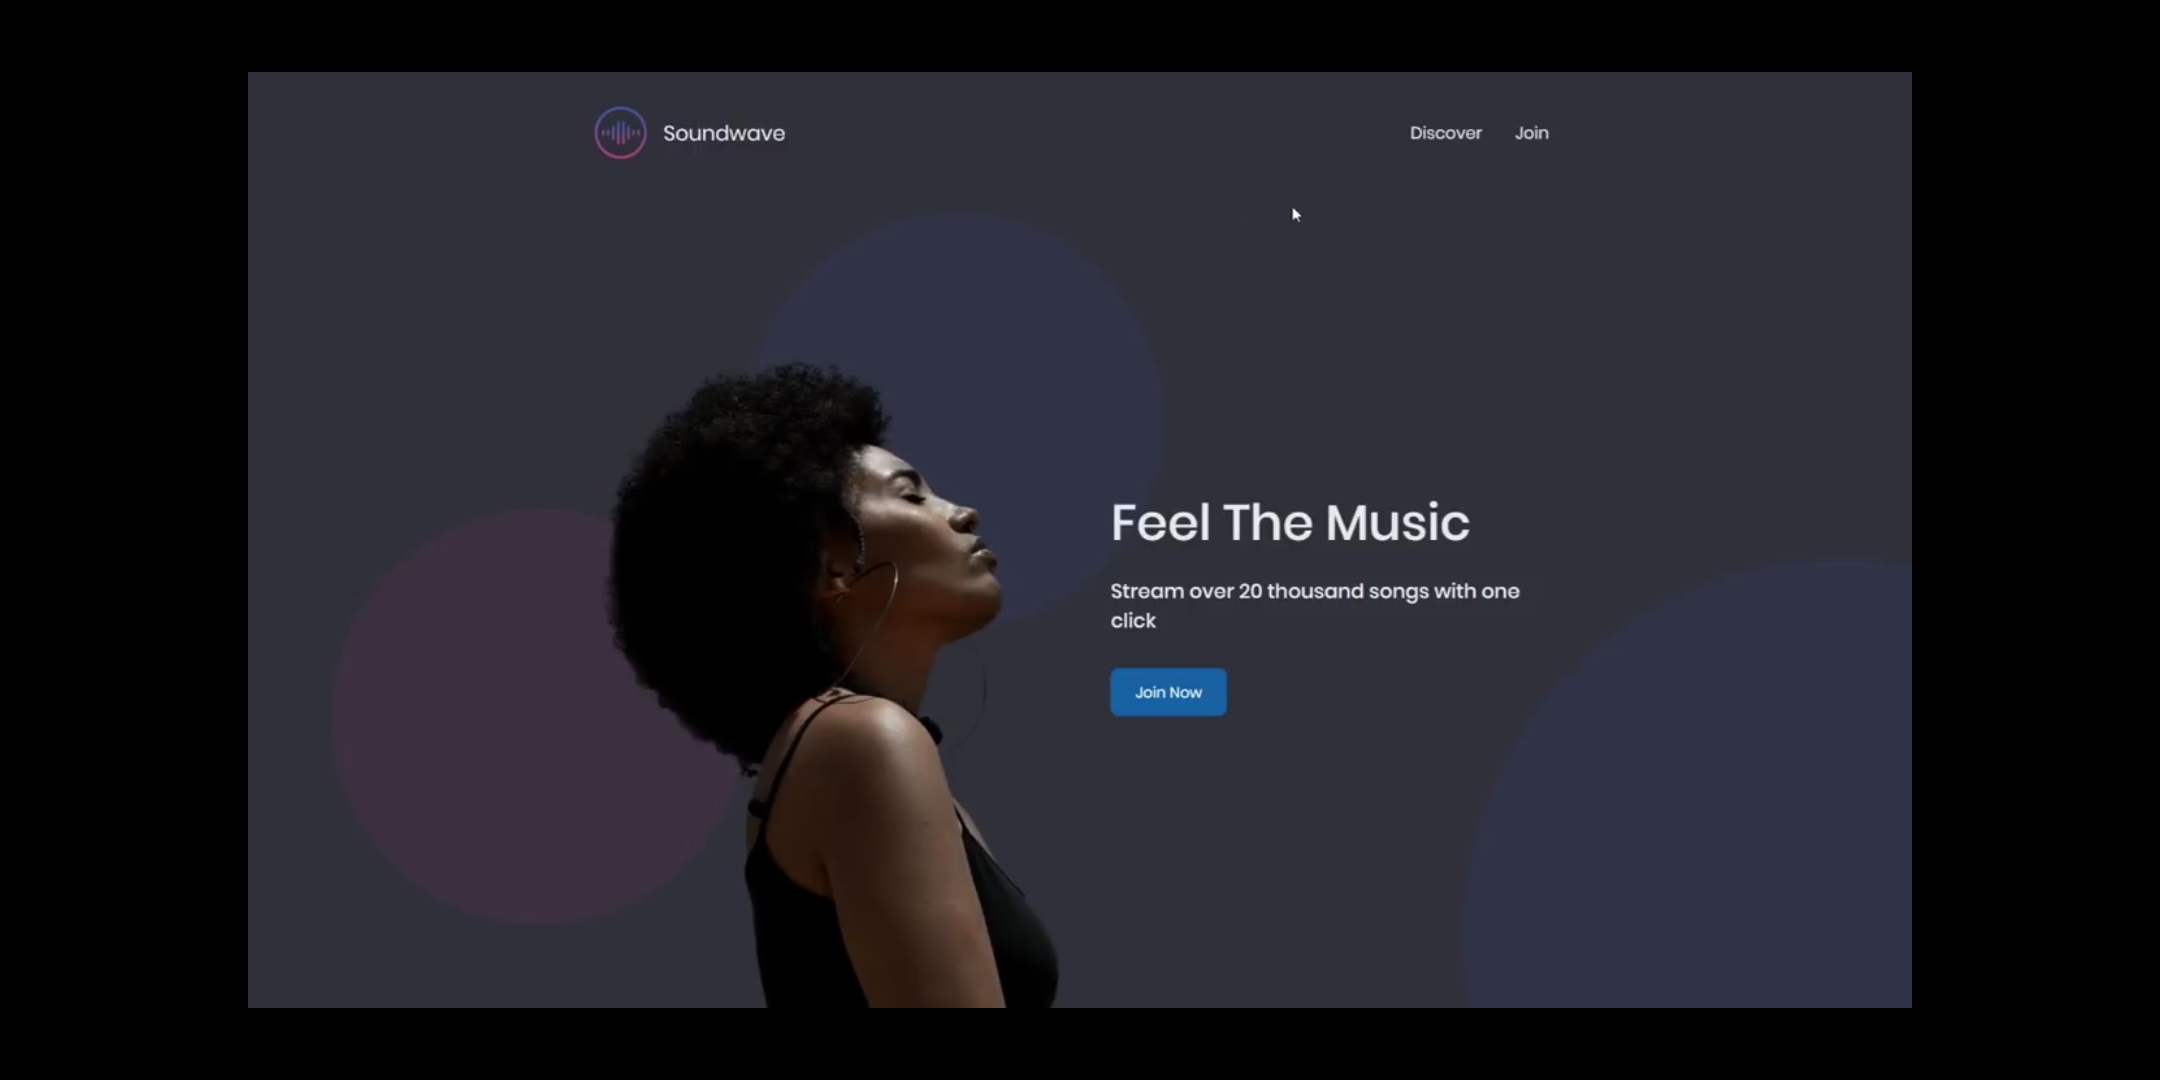 Soundwave
Discover
Join
Feel The Music
Stream over 20 thousand songs with one
click
Join Now